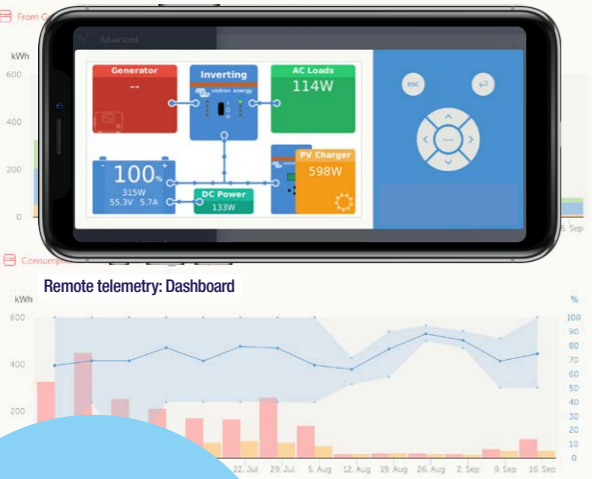 From G
Advanced
kWh
600
400
200
0
Generator
--
Inverting
victron energy
AC Loads
114W
100%
315W
55.3V 5.7A
DC Power
133W
PV Charger
598W
esc
6. Sep
Consump
Remote telemetry: Dashboard
kWh
%
600
400
200
100
90
80
70
60
50
40
30
20
10
0
22. Jul 29. Jul 5. Aug 12. Aug 19. Aug 26. Aug 2. Sep 9. Sep 16. Sep